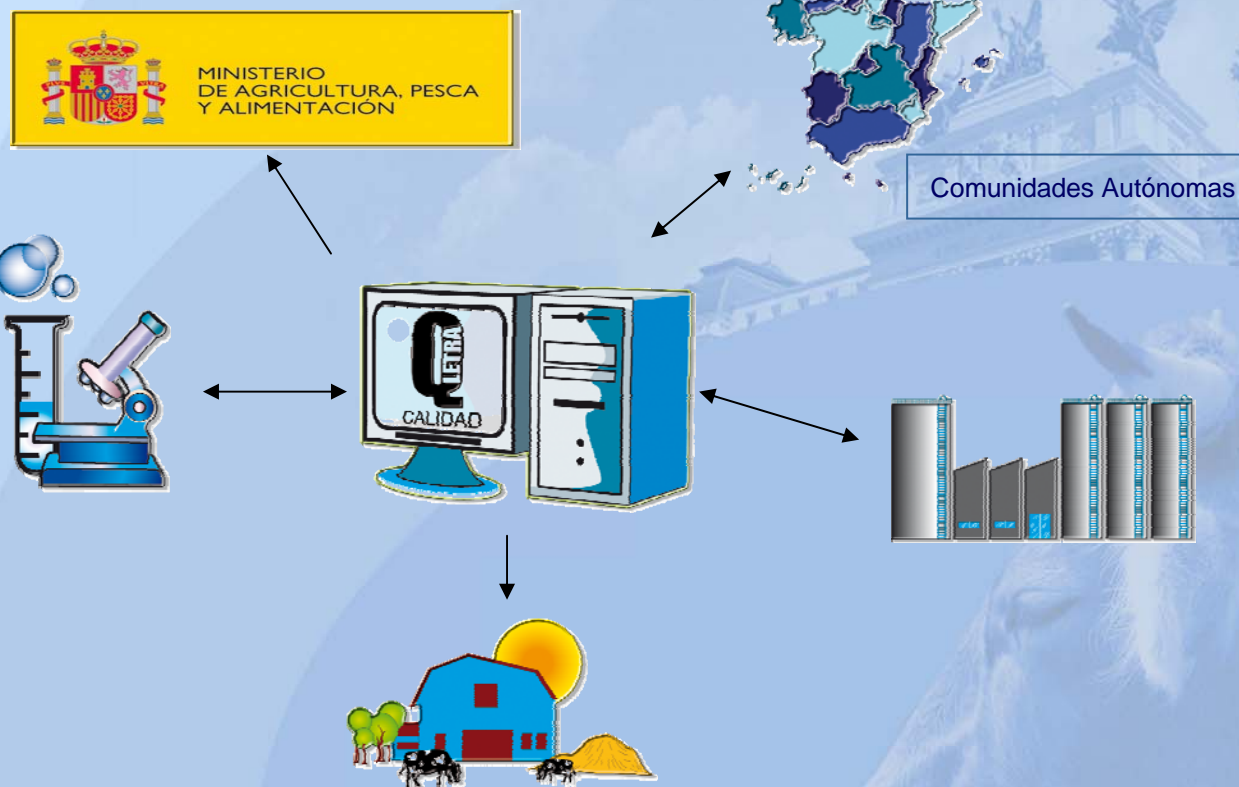 MINISTERIO
DE AGRICULTURA, PESCA
Y ALIMENTACIÓN
Comunidades Autónomas
Q LETRA
CALIDAD